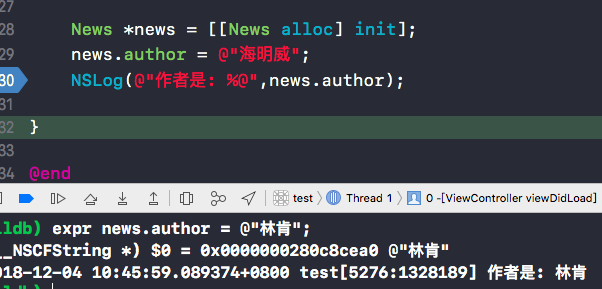 27
28 News *news = [[News alloc] init];
29 news.author = @"海明威";
30 NSLog(@"作者是: %@",news.author);
31
32 }
33
34 @end
test 〉 Thread 1 〉 0 -[ViewController viewDidLoad]
lldb) expr news.author = @"林肯";
__NSCFString *) $0 = 0x0000000280c8cea0 @"林肯"
018-12-04 10:45:59.089374+0800 test[5276:1328189] 作者是: 林肯